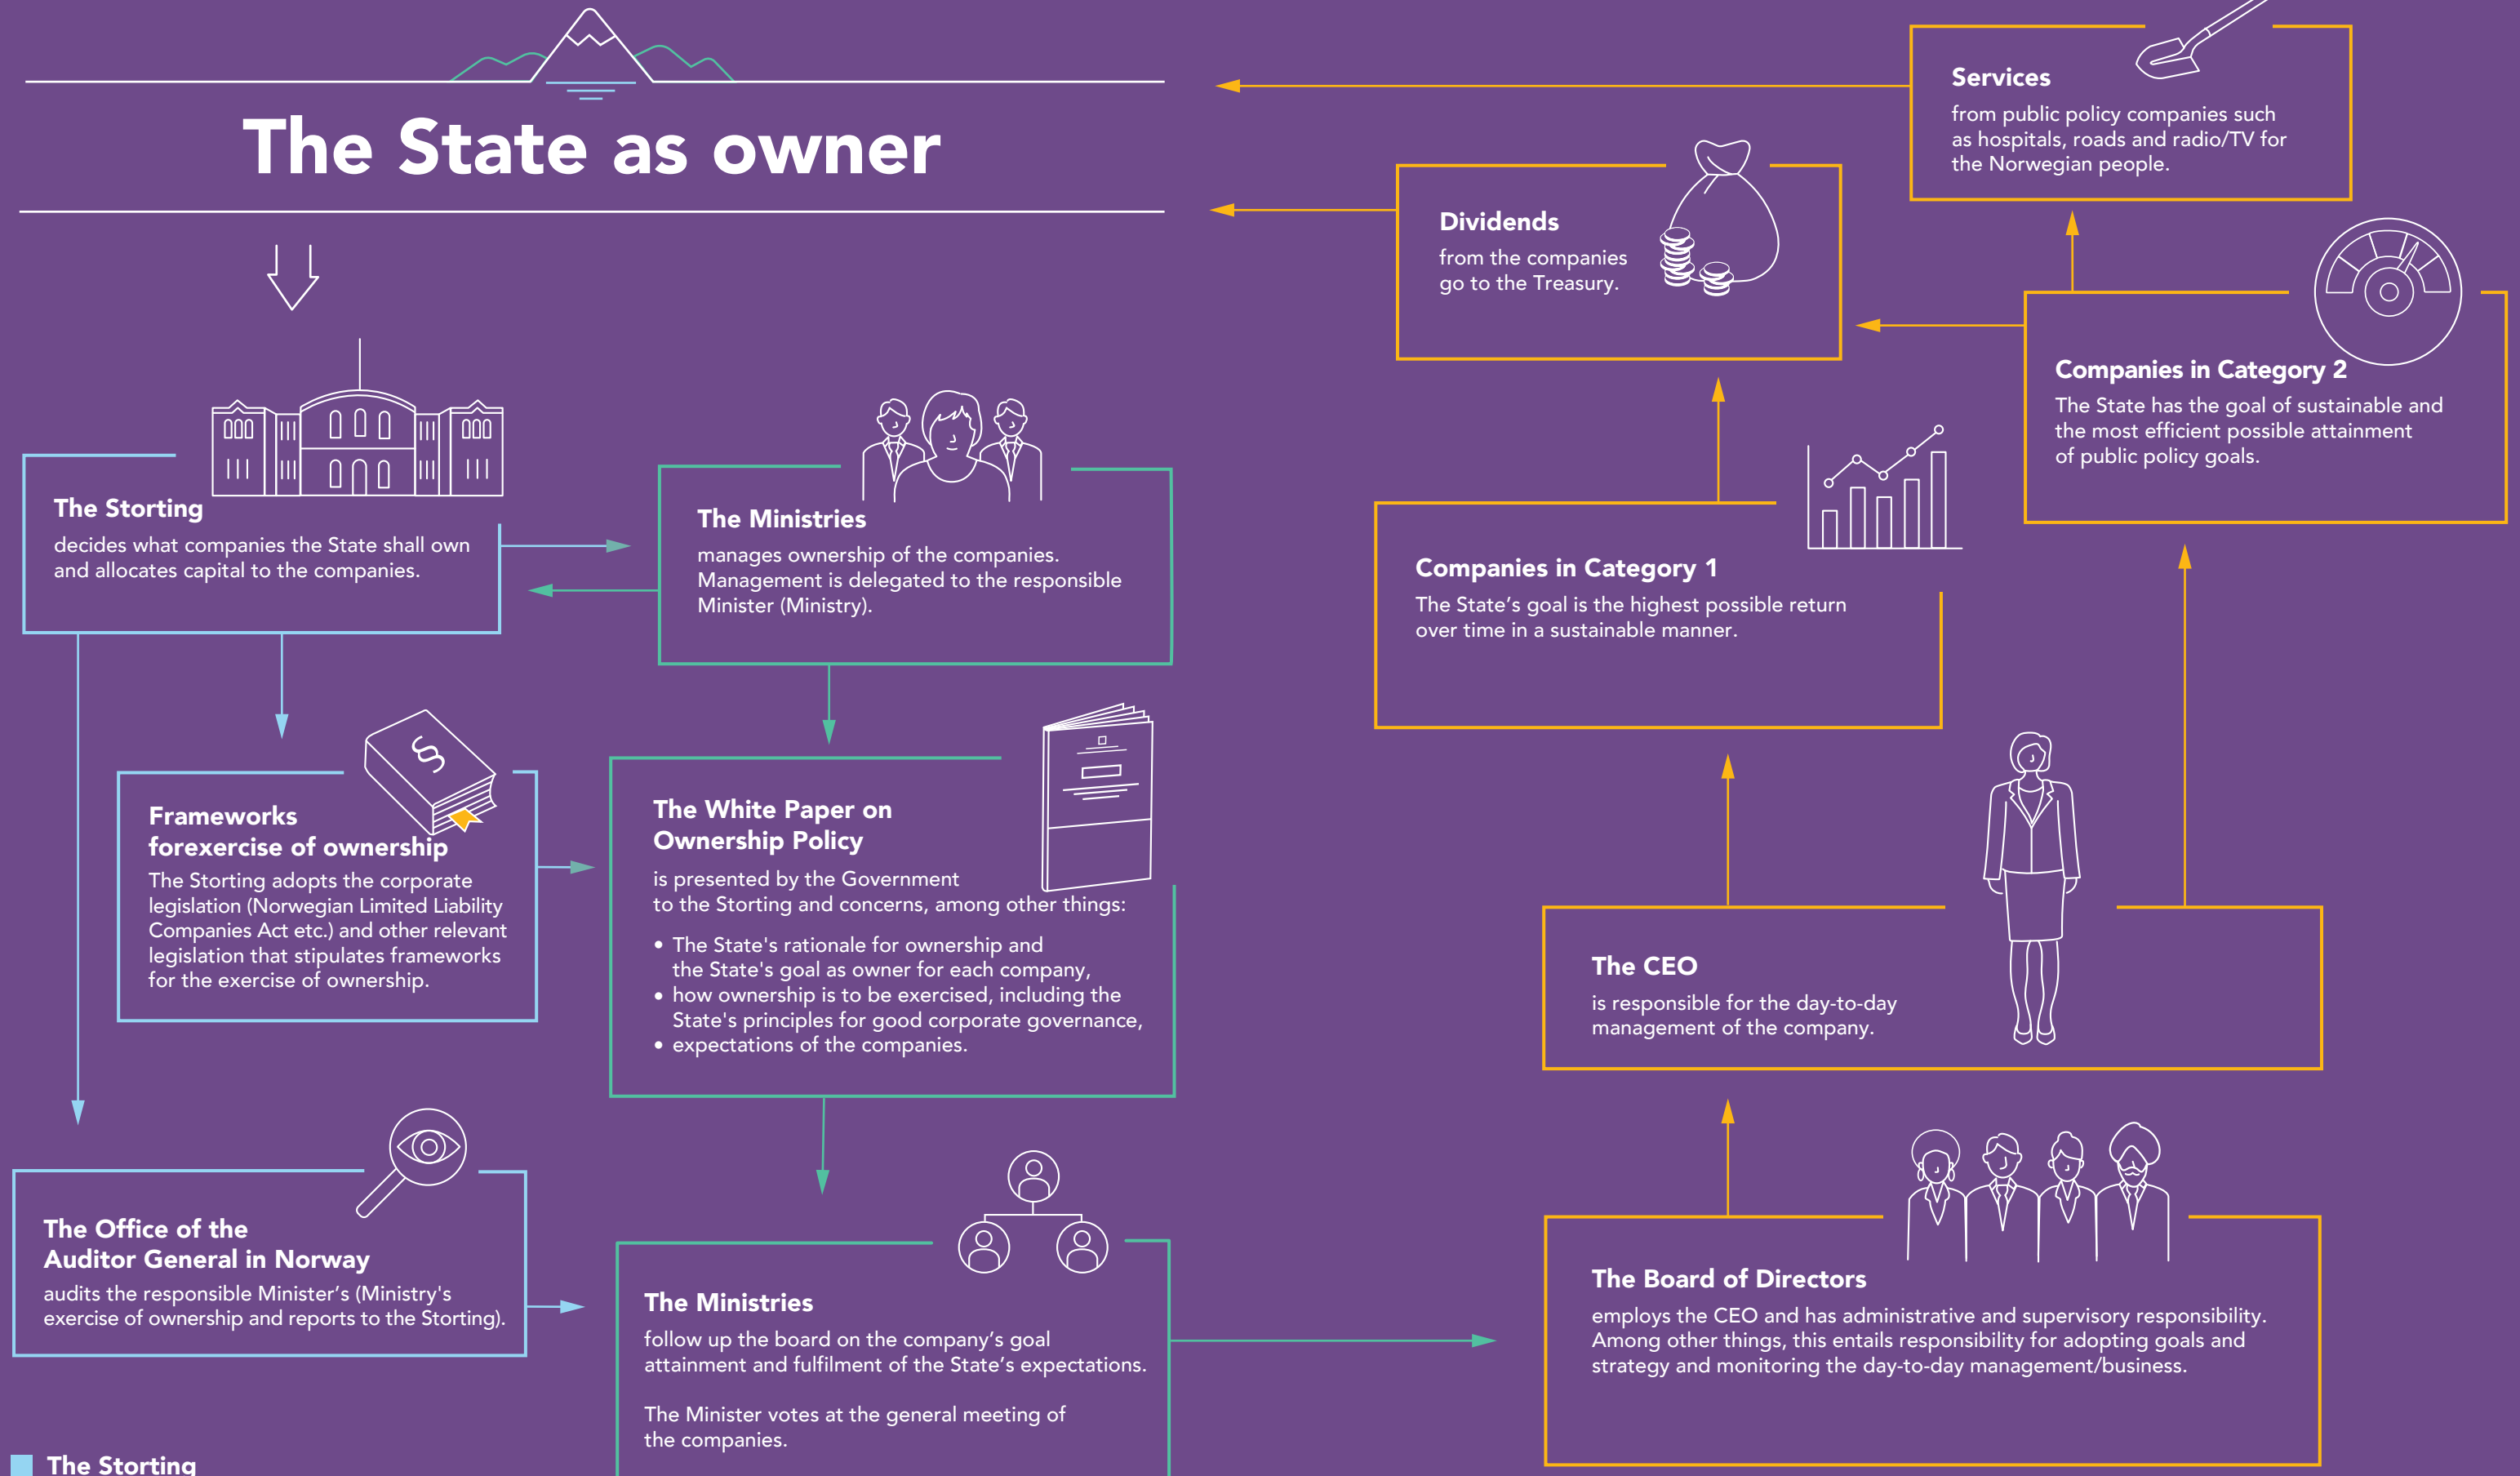 The State as owner
The Storting
decides what companies the State shall own
and allocates capital to the companies.
The Ministries
manages ownership of the companies.
Management is delegated to the responsible
Minister (Ministry).
§
Frameworks
forexercise of ownership
The Storting adopts the corporate
legislation (Norwegian Limited Liability
Companies Act etc.) and other relevant
legislation that stipulates frameworks
for the exercise of ownership.
The White Paper on
Ownership Policy
is presented by the Government
to the Storting and concerns, among other things:
• The State's rationale for ownership and
the State's goal as owner for each company,
• how ownership is to be exercised, including the
State's principles for good corporate governance,
• expectations of the companies.
The Office of the
Auditor General in Norway
audits the responsible Minister’s (Ministry's
exercise of ownership and reports to the Storting).
The Ministries
follow up the board on the company’s goal
attainment and fulfilment of the State’s expectations.
The Minister votes at the general meeting of
the companies.
The Storting
Services
from public policy companies such
as hospitals, roads and radio/TV for
the Norwegian people.
Dividends
from the companies
go to the Treasury.
Companies in Category 2
The State has the goal of sustainable and
the most efficient possible attainment
of public policy goals.
Companies in Category 1
The State’s goal is the highest possible return
over time in a sustainable manner.
The CEO
is responsible for the day-to-day
management of the company.
The Board of Directors
employs the CEO and has administrative and supervisory responsibility.
Among other things, this entails responsibility for adopting goals and
strategy and monitoring the day-to-day management/business.